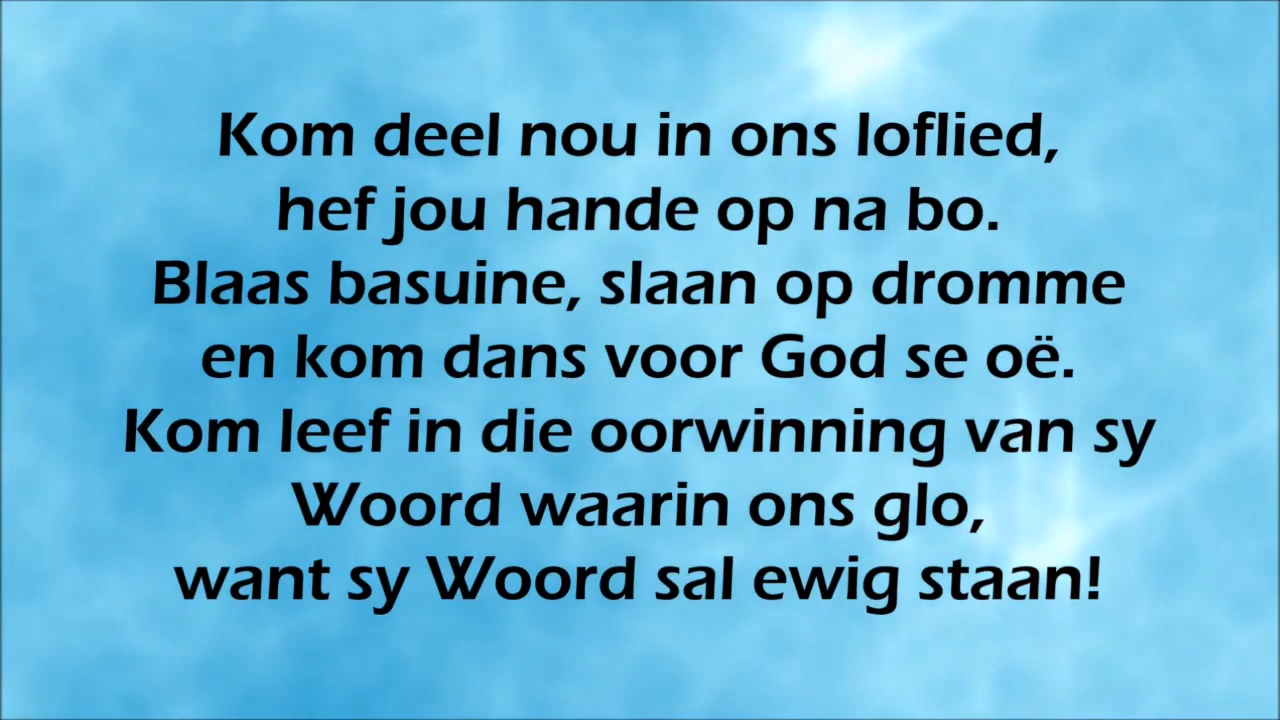 Kom deel nou in ons loflied,
hef jou hande op na bo.
Blaas basuine, slaan op dromme
en kom dans voor God se oë.
Kom leef in die oorwinning van sy
Woord waarin ons glo,
want sy Woord sal ewig staan!